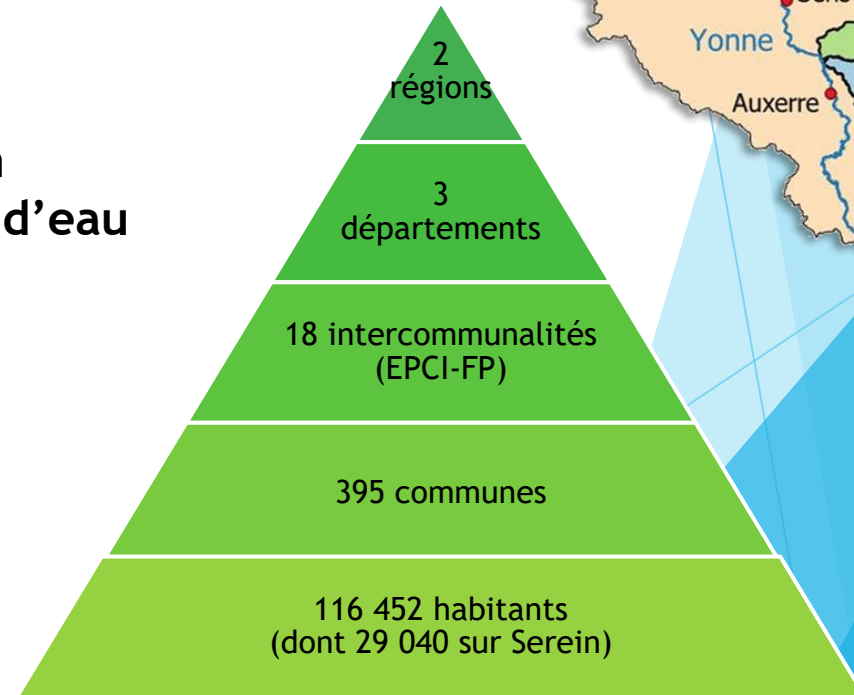 2
régions
Yonne
Auxerre
d'eau
3
départements
18 intercommunalités
(EPCI-FP)
395 communes
116 452 habitants
(dont 29 040 sur Serein)